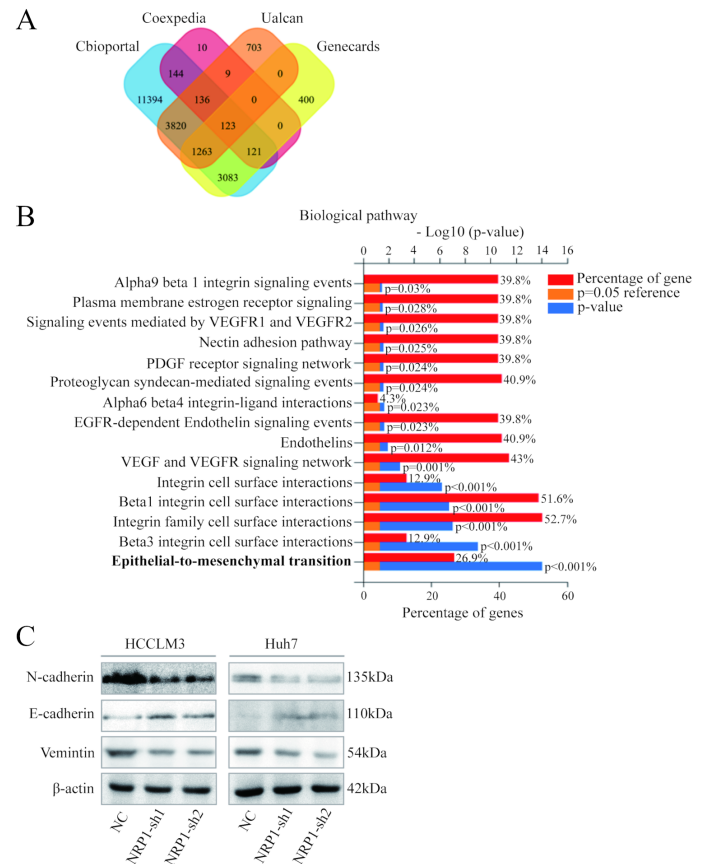 A
Coexpedia Ualcan
Cbioportal Genecards
10 703
144 9 0
11394 136 0 400
3820 123 0
1263 121
3083
B
Biological pathway
- Log10 (p-value)
0 2 4 6 8 10 12 14 16
Alpha9 beta 1 integrin signaling events 39.8%
p=0.03%
Plasma membrane estrogen receptor signaling 39.8%
p=0.028%
Signaling events mediated by VEGFR1 and VEGFR2 39.8%
p=0.026%
Nectin adhesion pathway 39.8%
p=0.025%
PDGF receptor signaling network 39.8%
p=0.024%
Proteoglycan syndecan-mediated signaling events 40.9%
p=0.024%
Alpha6 beta4 integrin-ligand interactions 4.3%
p=0.023%
EGFR-dependent Endothelin signaling events 39.8%
p=0.023%
Endothelins 40.9%
p=0.012%
VEGF and VEGFR signaling network 43%
p=0.001%
Integrin cell surface interactions 12.9%
p<0.001%
Beta1 integrin cell surface interactions 51.6%
p<0.001%
Integrin family cell surface interactions 52.7%
p<0.001%
Beta3 integrin cell surface interactions 12.9%
p<0.001%
Epithelial-to-mesenchymal transition 26.9%
p<0.001%
Percentage of gene
p=0.05 reference
p-value
0 20 40 60
Percentage of genes
C
HCCLM3 Huh7
N-cadherin 135kDa
E-cadherin 110kDa
Vemintin 54kDa
β-actin 42kDa
NC NRP1-sh1 NRP1-sh2 NC NRP1-sh1 NRP1-sh2